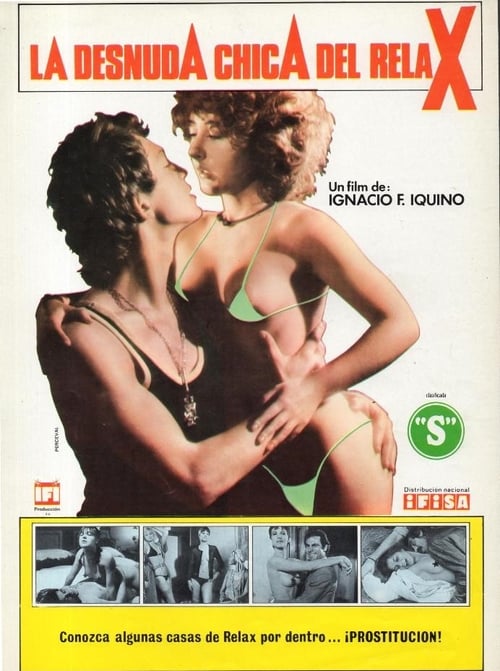 LA DESNUDA CHICA DEL RELAX
Un film de:
IGNACIO F. IQUINO
clasificada
"S"
PERCEVAL
IFI
Producción
Distribución nacional
IFISA
Conozca algunas casas de Relax por dentro... ¡PROSTITUCION!